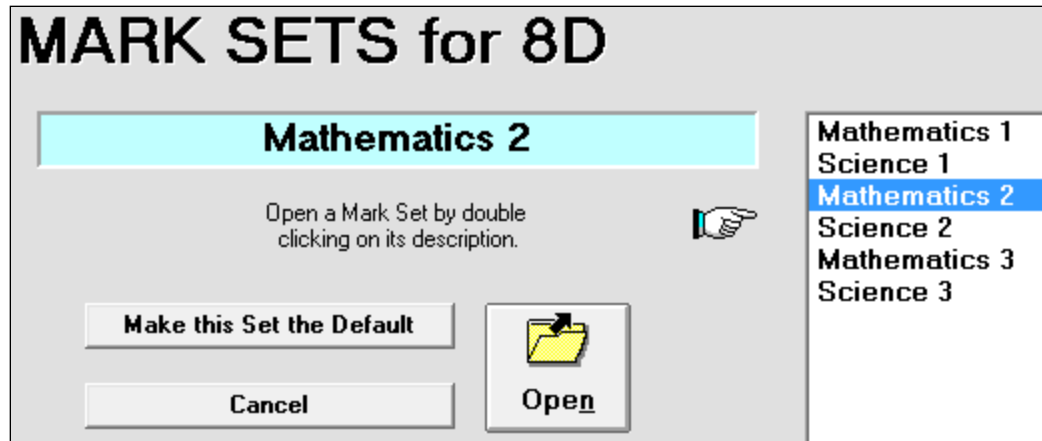 MARK SETS for 8D
Mathematics 2
Open a Mark Set by double
clicking on its description.
Make this Set the Default
Cancel
Open
Mathematics 1
Science 1
Mathematics 2
Science 2
Mathematics 3
Science 3